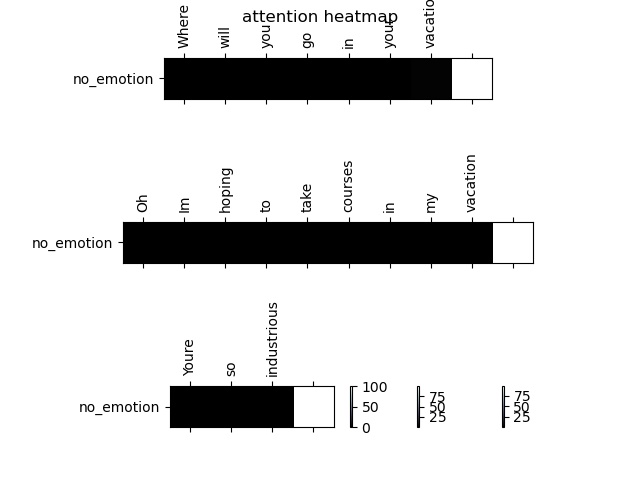 attention heatmap
Where will you go in your
no_emotion
Oh Im hoping to take courses in my vacation
no_emotion
Youre so industrious
no_emotion
100
50
0
75
50
25
75
50
25